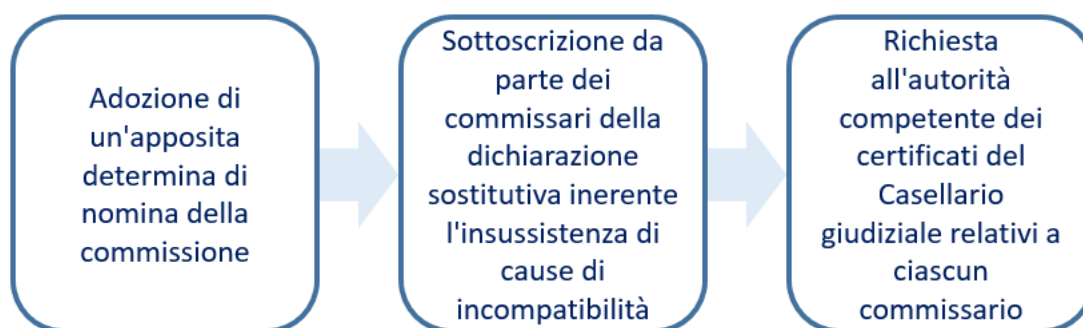 Adozione di
un'apposita
determina di
nomina della
commissione
Sottoscrizione da
parte dei
commissari della
dichiarazione
sostitutiva inerente
l'insussistenza di
cause di
incompatibilità
Richiesta
all'autorità
competente dei
certificati del
Casellario
giudiziale relativi a
ciascun
commissario